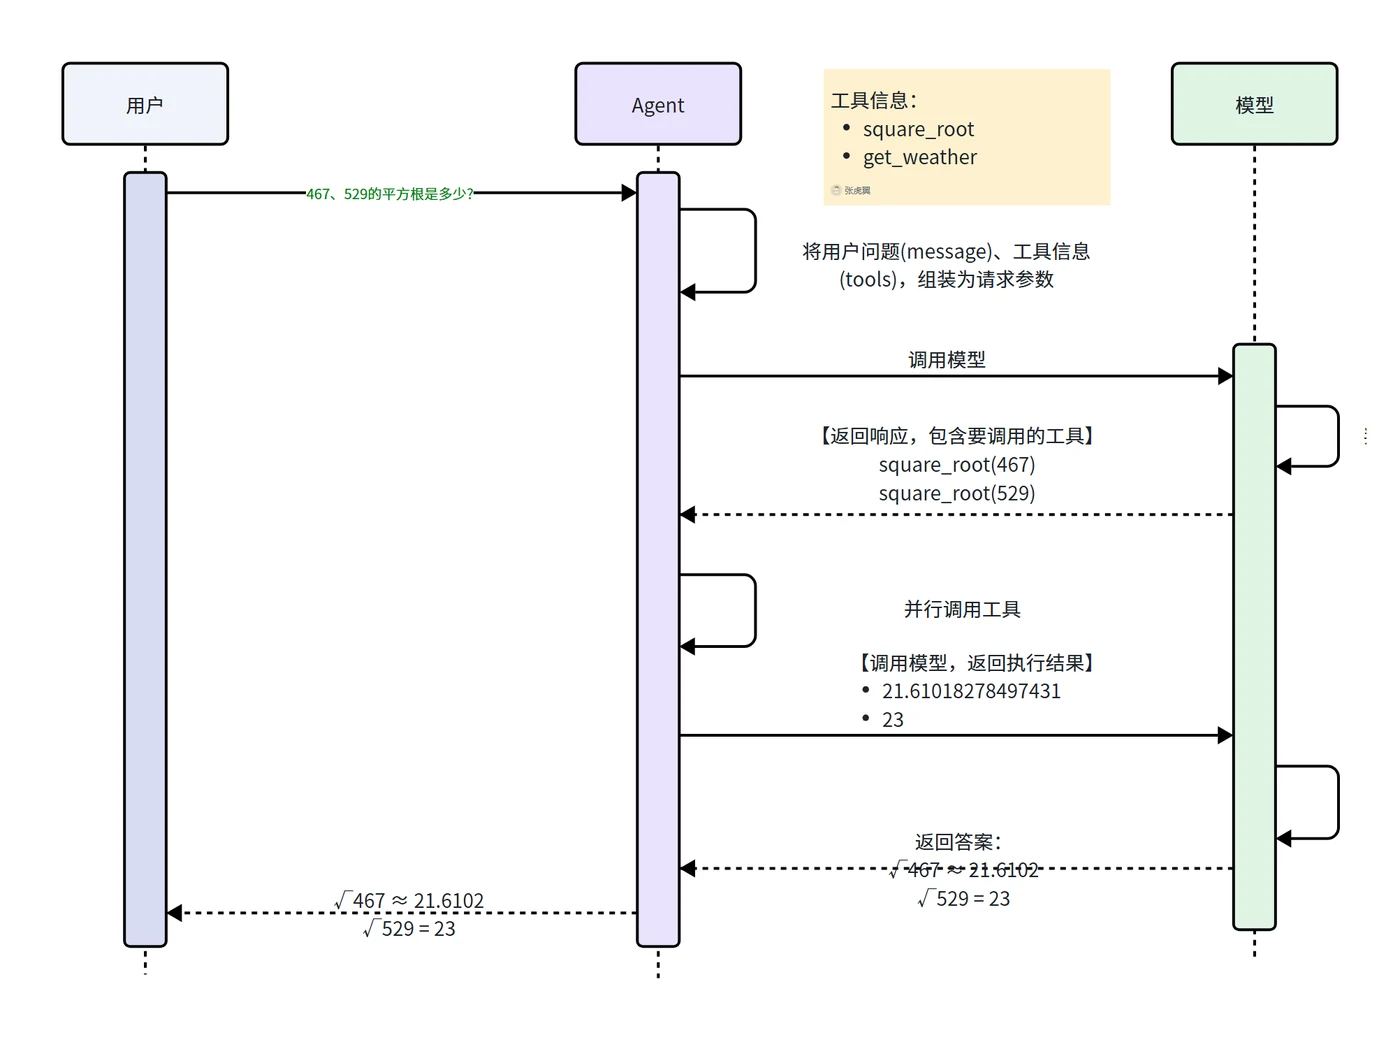 用户
Agent
工具信息：
• square_root
• get_weather
张虎翼
模型
467、529的平方根是多少?
将用户问题(message)、工具信息
(tools)，组装为请求参数
调用模型
【返回响应，包含要调用的工具】
square_root(467)
square_root(529)
并行调用工具
【调用模型，返回执行结果】
• 21.61018278497431
• 23
返回答案：
√467 ≈ 21.6102
√529 = 23
√467 ≈ 21.6102
√529 = 23